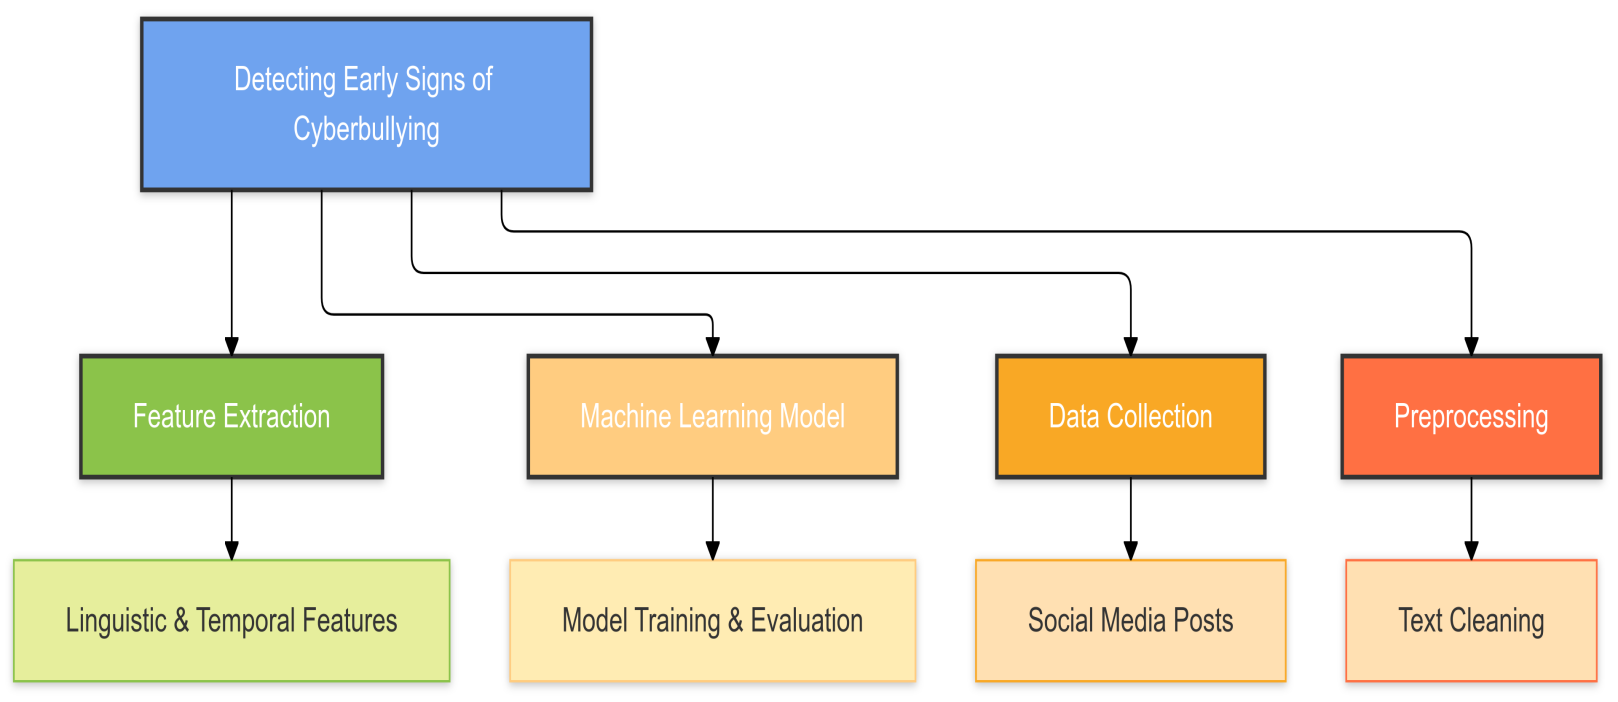 Detecting Early Signs of
Cyberbullying
Feature Extraction
Machine Learning Model
Data Collection
Preprocessing
Linguistic & Temporal Features
Model Training & Evaluation
Social Media Posts
Text Cleaning